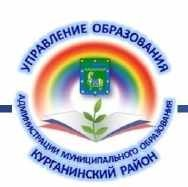 УПРАВЛЕНИЕ ОБРАЗОВАНИЯ
АДМИНИСТРАЦИИ МУНИЦИПАЛЬНОГО ОБРАЗОВАНИЯ
КУРГАНИНСКИЙ РАЙОН